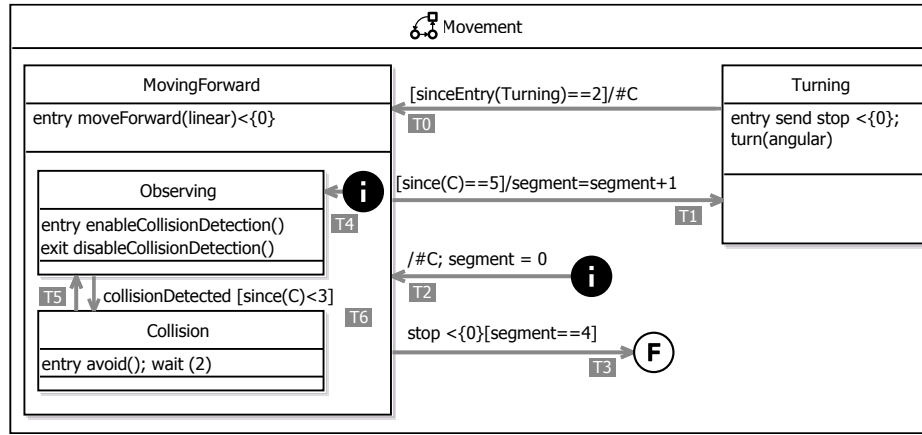 Movement
MovingForward
entry moveForward(linear)<{0}
[sinceEntry(Turning)==2]/#C
T0
Turning
entry send stop <{0};
turn(angular)
Observing
entry enableCollisionDetection()
exit disableCollisionDetection()
i
T4
[since(C)==5]/segment=segment+1
T1
/#C; segment = 0
T2
i
T5
collisionDetected [since(C)<3]
T6
Collision
entry avoid(); wait (2)
stop <{0}[segment==4]
T3
F